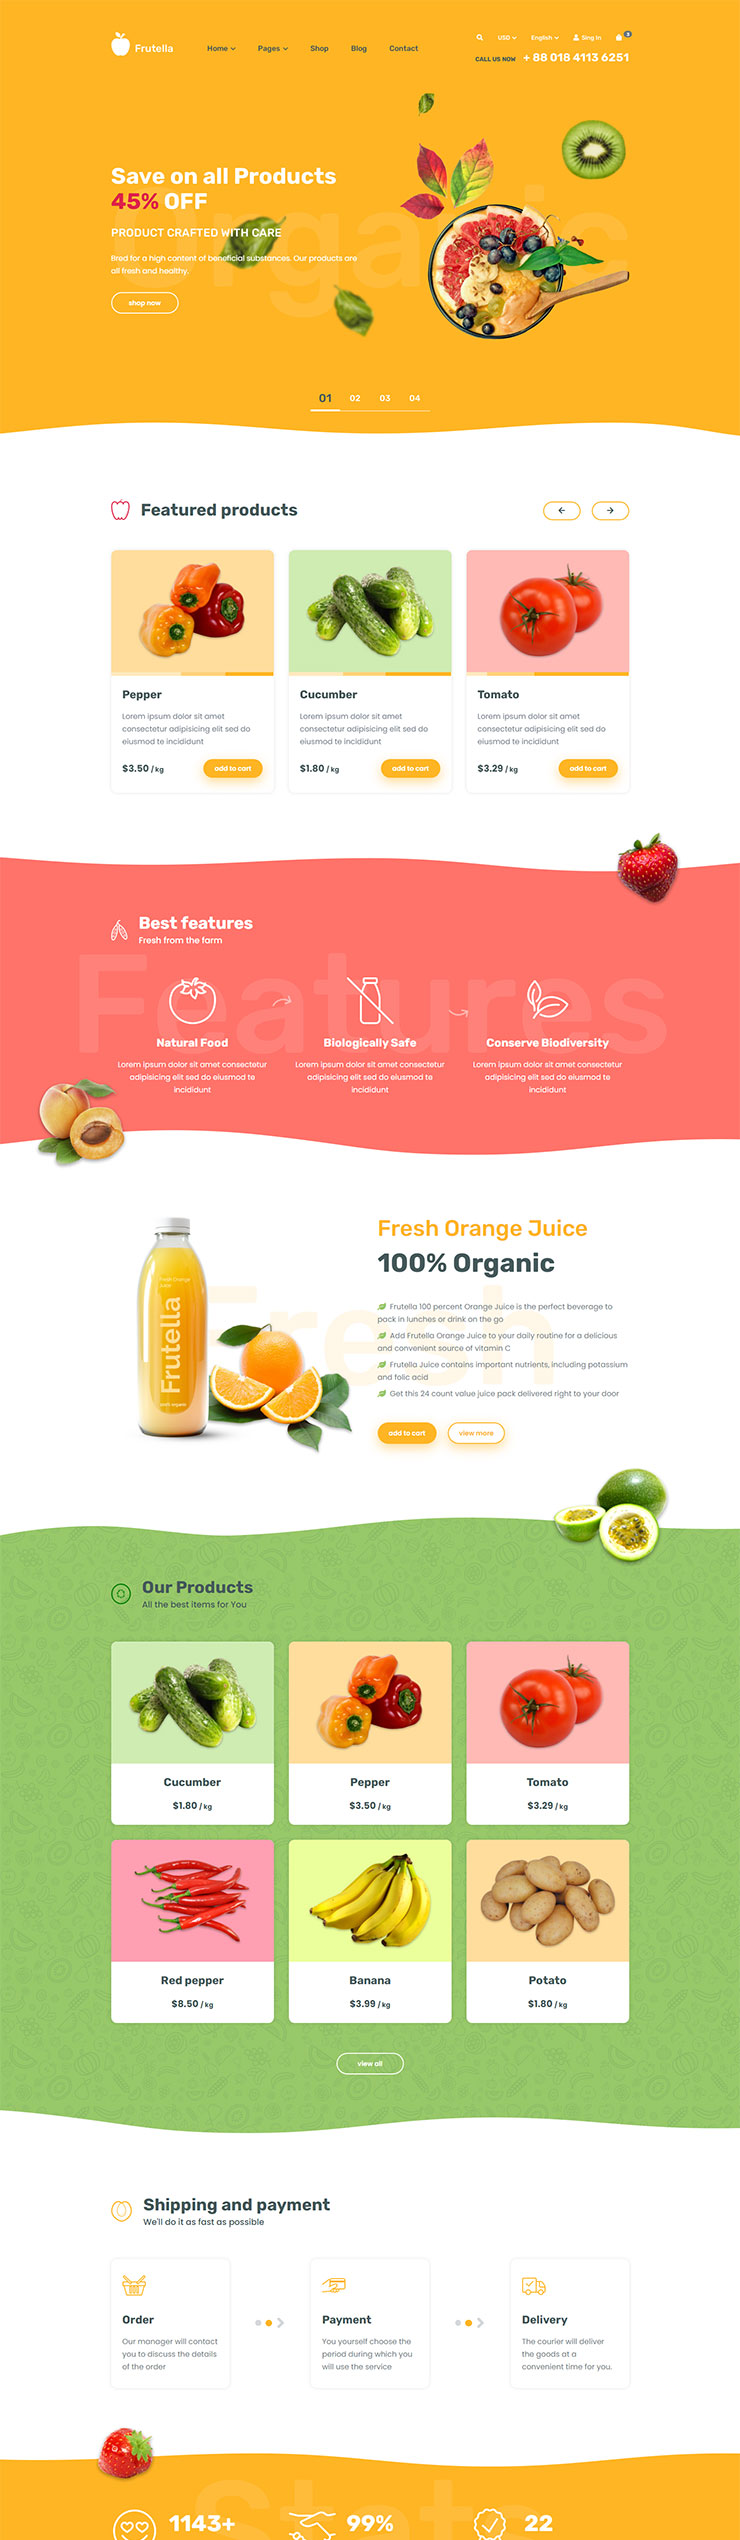 Frutella
Home
Pages
Shop
Blog
Contact
USD
English
Sing In
3
CALL US NOW
+ 88 018 4113 6251
Organic
Save on all Products
45% OFF
PRODUCT CRAFTED WITH CARE
Bred for a high content of beneficial substances. Our products are
all fresh and healthy.
shop now
01
02
03
04
Featured products
Pepper
Lorem ipsum dolor sit amet
consectetur adipisicing elit sed do
eiusmod te incididunt
$3.50 / kg
add to cart
Cucumber
Lorem ipsum dolor sit amet
consectetur adipisicing elit sed do
eiusmod te incididunt
$1.80 / kg
add to cart
Tomato
Lorem ipsum dolor sit amet
consectetur adipisicing elit sed do
eiusmod te incididunt
$3.29 / kg
add to cart
Best features
Fresh from the farm
Features
Natural Food
Lorem ipsum dolor sit amet consectetur
adipisicing elit sed do eiusmod te
incididunt
Biologically Safe
Lorem ipsum dolor sit amet consectetur
adipisicing elit sed do eiusmod te
incididunt
Conserve Biodiversity
Lorem ipsum dolor sit amet consectetur
adipisicing elit sed do eiusmod te
incididunt
Fresh
Fresh Orange
Juice
Frutella
100% organic
Fresh Orange Juice
100% Organic
Frutella 100 percent Orange Juice is the perfect beverage to
pack in lunches or drink on the go
Add Frutella Orange Juice to your daily routine for a delicious
and convenient source of vitamin C
Frutella Juice contains important nutrients, including potassium
and folic acid
Get this 24 count value juice pack delivered right to your door
add to cart
view more
Our Products
All the best items for You
Cucumber
$1.80 / kg
Pepper
$3.50 / kg
Tomato
$3.29 / kg
Red pepper
$8.50 / kg
Banana
$3.99 / kg
Potato
$1.80 / kg
view all
Shipping and payment
We'll do it as fast as possible
Order
Our manager will contact
you to discuss the details
of the order
Payment
You yourself choose the
period during which you
will use the service
Delivery
The courier will deliver
the goods at a
convenient time for you.
Stats
1143+
99%
22